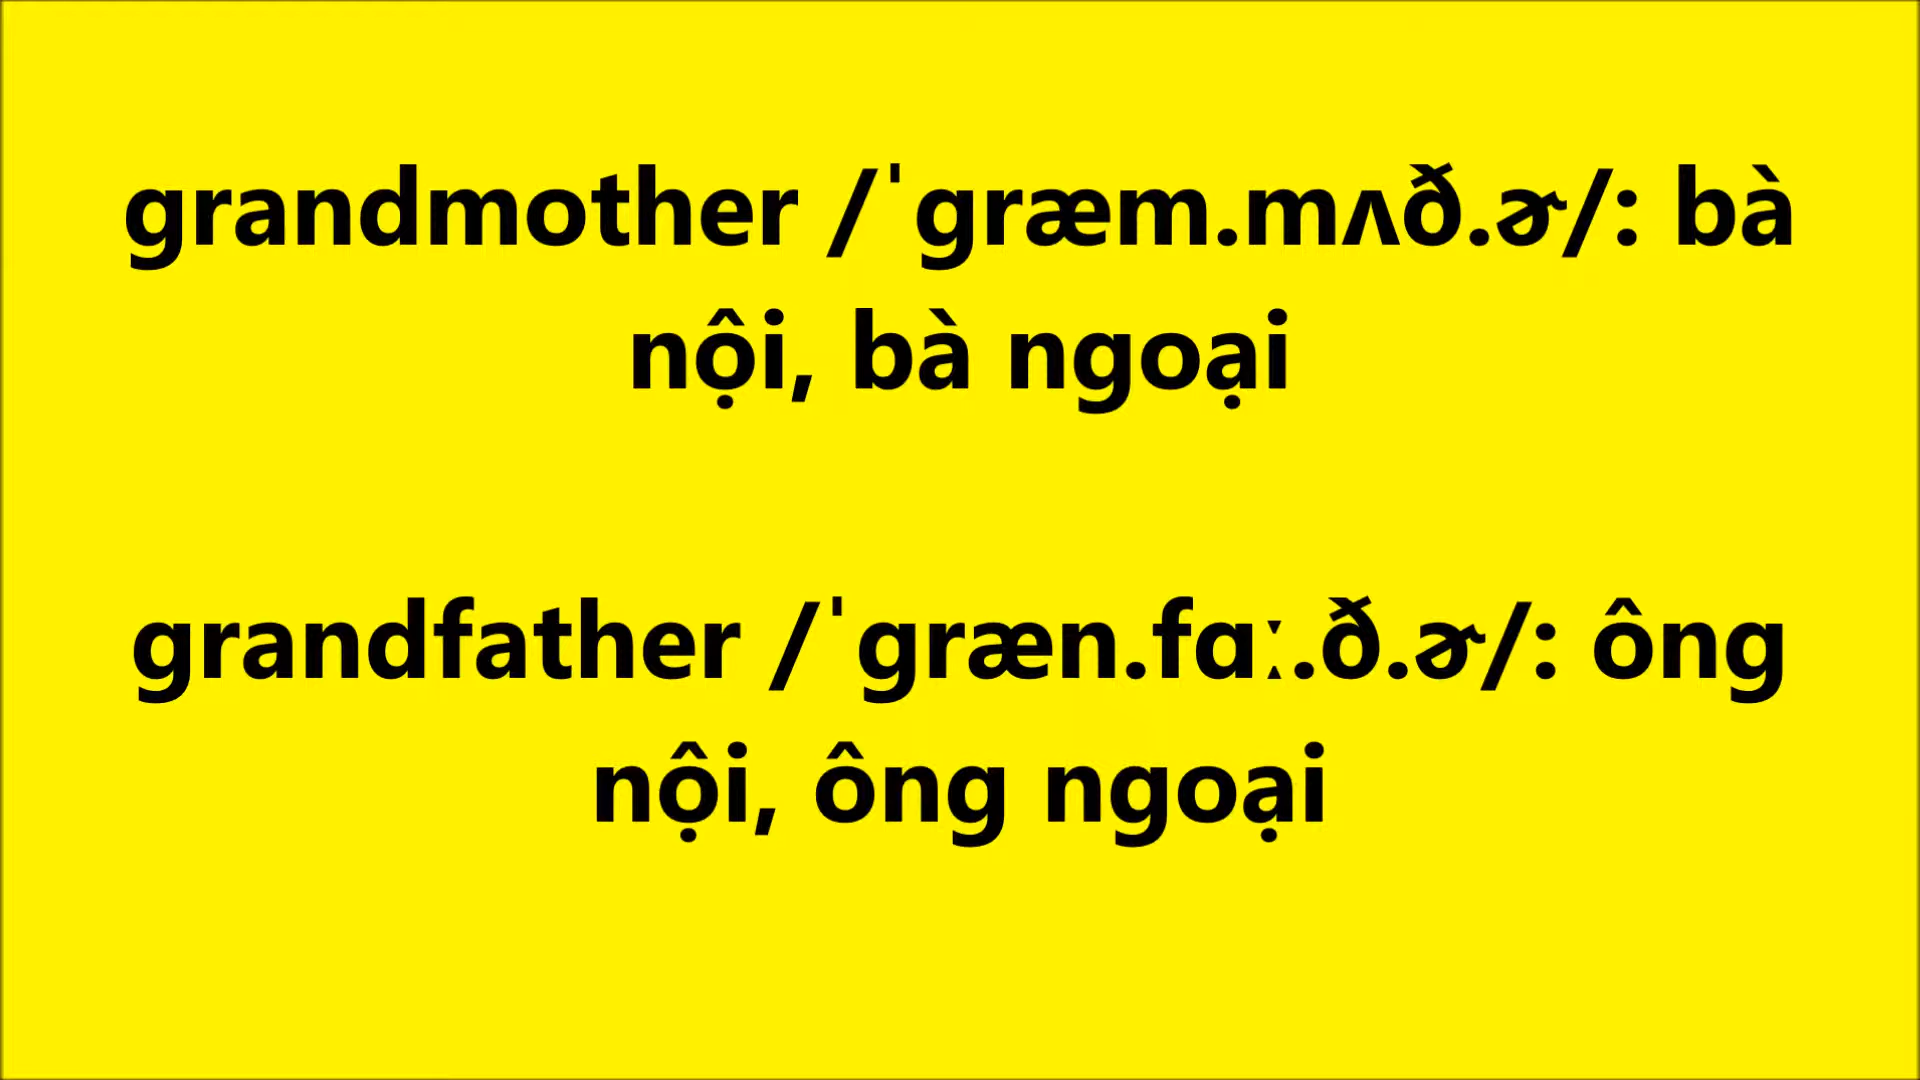 grandmother /ˈɡræm.mʌð.ɚ/: bà
nội, bà ngoại
grandfather /ˈɡræn.fɑː.ð.ɚ/: ông
nội, ông ngoại